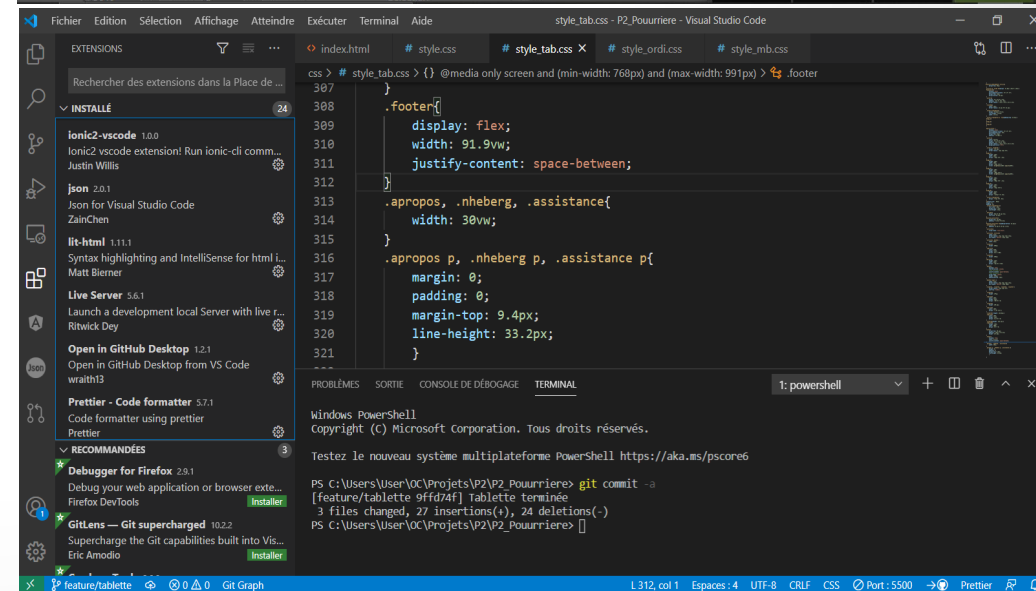 Fichier Edition Sélection Affichage Atteindre Exécuter Terminal Aide style_tab.css - P2_Pouurriere - Visual Studio Code
EXTENSIONS
Rechercher des extensions dans la Place de ...
INSTALLÉ 24
ionic2-vscode 1.0.0
Ionic2 vscode extension! Run ionic-cli comm...
Justin Willis
json 2.0.1
Json for Visual Studio Code
ZainChen
lit-html 1.11.1
Syntax highlighting and IntelliSense for html i...
Matt Bierner
Live Server 5.6.1
Launch a development local Server with live r...
Ritwick Dey
Open in GitHub Desktop 1.2.1
Open in GitHub Desktop from VS Code
wraith13
Prettier - Code formatter 5.7.1
Code formatter using prettier
Prettier
RECOMMANDÉES 3
Debugger for Firefox 2.9.1
Debug your web application or browser exte...
Firefox DevTools Installer
GitLens — Git supercharged 10.2.2
Supercharge the Git capabilities built into Vis...
Eric Amodio Installer
Json
1
index.html # style.css # style_tab.css # style_ordi.css # style_mb.css
css > # style_tab.css > {} @media only screen and (min-width: 768px) and (max-width: 991px) > .footer
307 }
308 .footer{
309 display: flex;
310 width: 91.9vw;
311 justify-content: space-between;
312 }
313 .apropos, .nheberg, .assistance{
314 width: 30vw;
315 }
316 .apropos p, .nheberg p, .assistance p{
317 margin: 0;
318 padding: 0;
319 margin-top: 9.4px;
320 line-height: 33.2px;
321 }
PROBLÈMES SORTIE CONSOLE DE DÉBOGAGE TERMINAL 1: powershell
Windows PowerShell
Copyright (C) Microsoft Corporation. Tous droits réservés.
Testez le nouveau système multiplateforme PowerShell https://aka.ms/pscore6
PS C:\Users\User\OC\Projets\P2\P2_Pouurriere> git commit -a
[feature/tablette 9ffd74f] Tablette terminée
3 files changed, 27 insertions(+), 24 deletions(-)
PS C:\Users\User\OC\Projets\P2\P2_Pouurriere>
feature/tablette 0 0 Git Graph L 312, col 1 Espaces : 4 UTF-8 CRLF CSS Port : 5500 Prettier